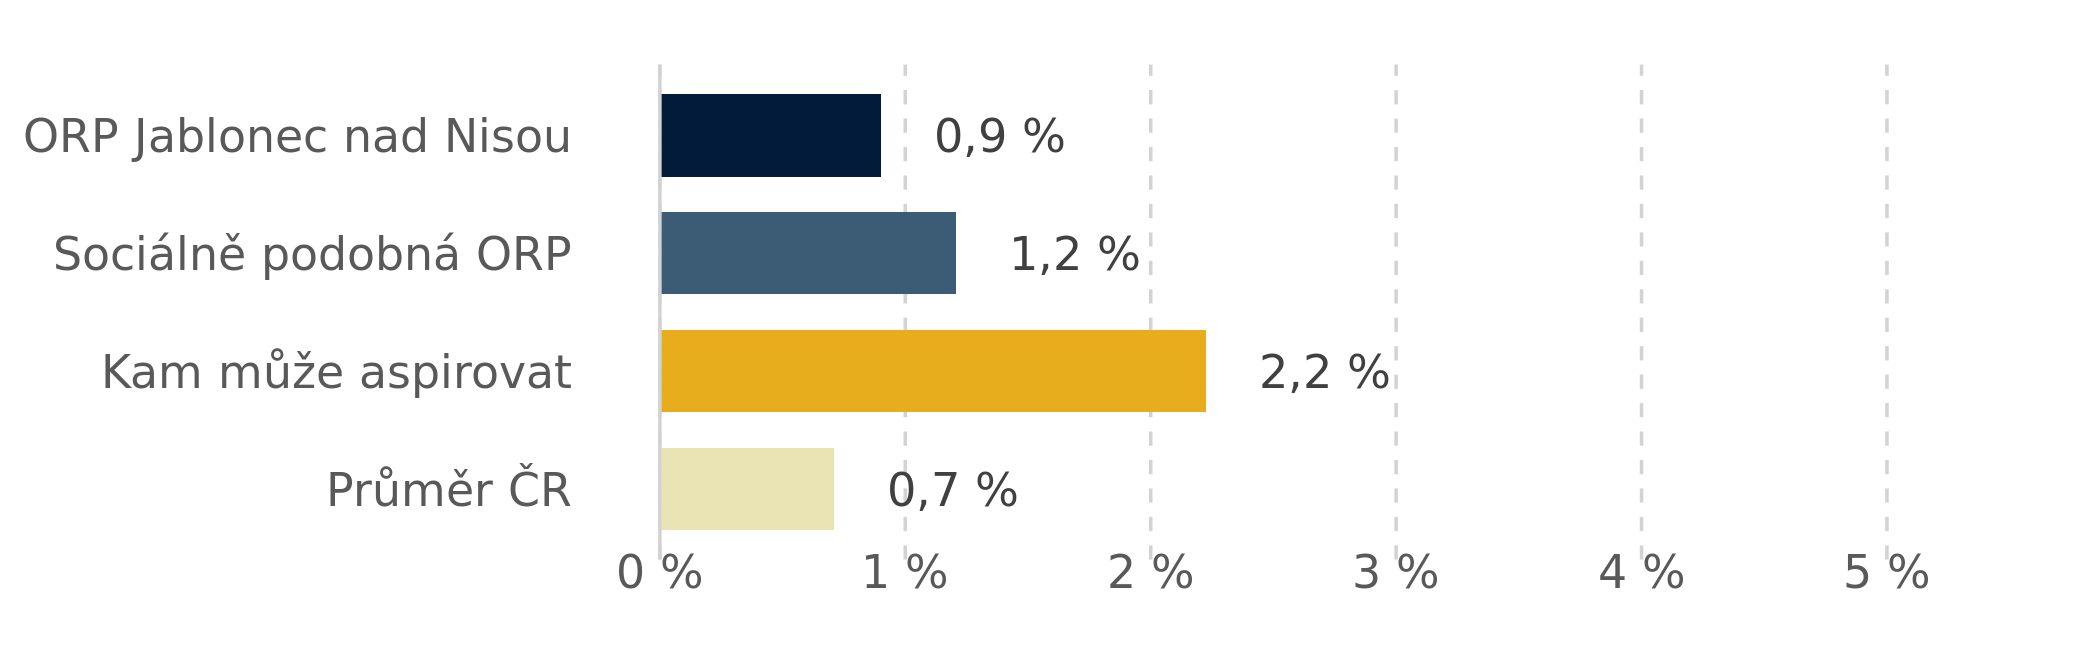 ORP Jablonec nad Nisou 0,9 %
Sociálně podobná ORP 1,2 %
Kam může aspirovat 2,2 %
Průměr ČR 0,7 %
0 % 1 % 2 % 3 % 4 % 5 %